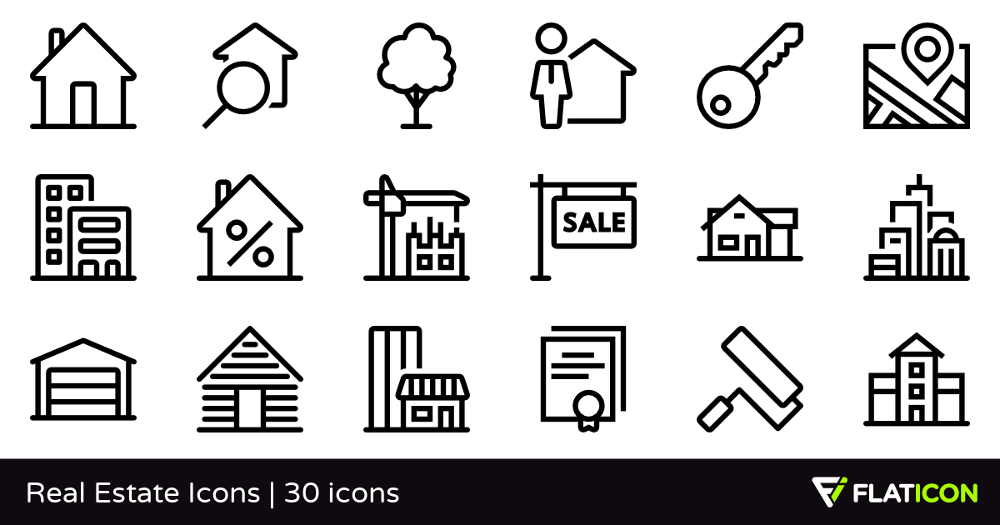 SALE
Real Estate Icons | 30 icons
FLATICON